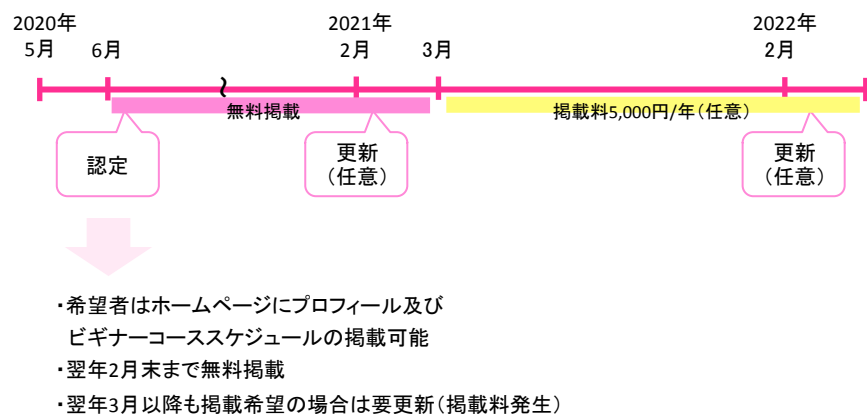 2020年
5月
6月
2021年
2月
3月
2022年
2月
無料掲載
掲載料5,000円/年(任意)
認定
更新
(任意)
更新
(任意)
・希望者はホームページにプロフィール及び
ビギナーコーススケジュールの掲載可能
・翌年2月末まで無料掲載
・翌年3月以降も掲載希望の場合は要更新(掲載料発生)